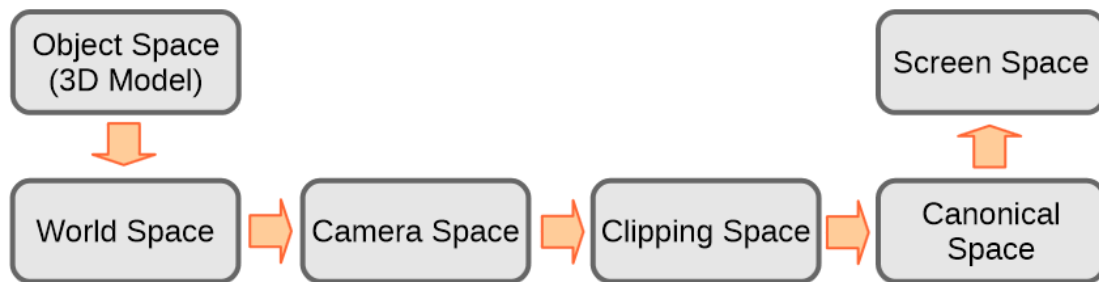 Object Space
(3D Model)
World Space
Camera Space
Clipping Space
Canonical
Space
Screen Space